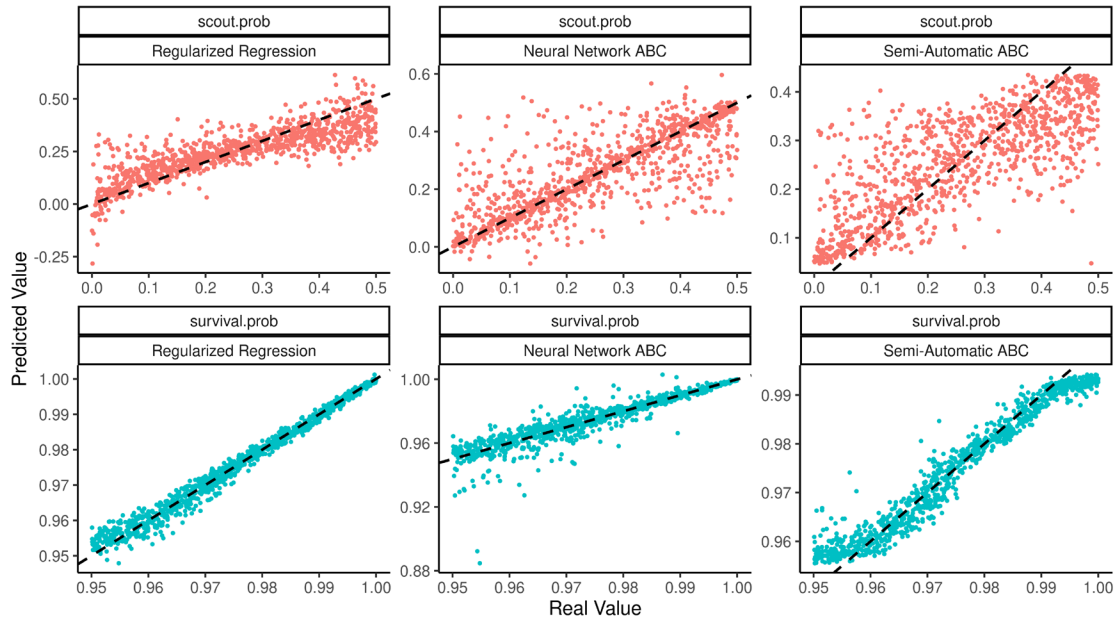 scout.prob scout.prob scout.prob
Regularized Regression Neural Network ABC Semi-Automatic ABC
0.50
0.25
0.00
-0.25
0.0 0.1 0.2 0.3 0.4 0.5
0.6
0.4
0.2
0.0
0.0 0.1 0.2 0.3 0.4 0.5
0.4
0.3
0.2
0.1
0.0 0.1 0.2 0.3 0.4 0.5
Predicted Value
survival.prob survival.prob survival.prob
Regularized Regression Neural Network ABC Semi-Automatic ABC
1.00
0.99
0.98
0.97
0.96
0.95
0.95 0.96 0.97 0.98 0.99 1.00
1.00
0.96
0.92
0.88
0.95 0.96 0.97 0.98 0.99 1.00
0.99
0.98
0.97
0.96
0.95 0.96 0.97 0.98 0.99 1.00
Real Value